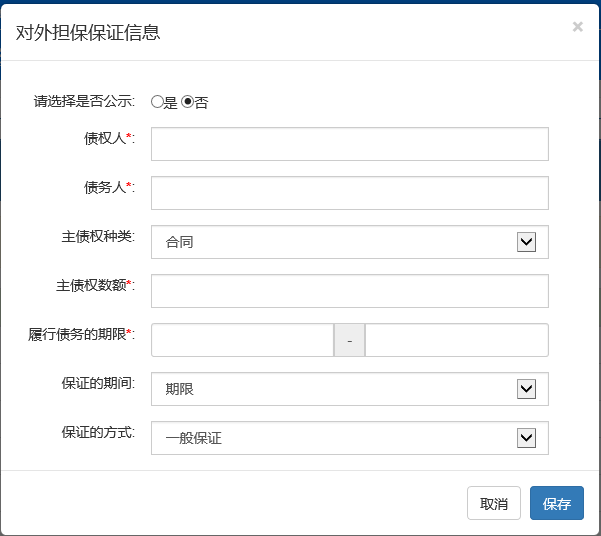 对外担保保证信息
×
请选择是否公示: 是 否
债权人*:
债务人*:
主债权种类: 合同
主债权数额*:
履行债务的期限*: -
保证的期间: 期限
保证的方式: 一般保证
取消 保存